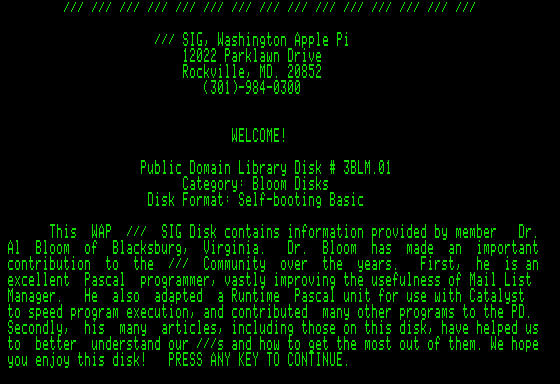 /// /// /// /// /// /// /// /// /// /// /// /// /// /// ///
/// SIG, Washington Apple Pi
12022 Parklawn Drive
Rockville, MD. 20852
(301)-984-0300
WELCOME!
Public Domain Library Disk # 3BLM.01
Category: Bloom Disks
Disk Format: Self-booting Basic
This WAP /// SIG Disk contains information provided by member Dr.
Al Bloom of Blacksburg, Virginia. Dr. Bloom has made an important
contribution to the /// Community over the years. First, he is an
excellent Pascal programmer, vastly improving the usefulness of Mail List
Manager. He also adapted a Runtime Pascal unit for use with Catalyst
to speed program execution, and contributed many other programs to the PD.
Secondly, his many articles, including those on this disk, have helped us
to better understand our ///s and how to get the most out of them. We hope
you enjoy this disk! PRESS ANY KEY TO CONTINUE.